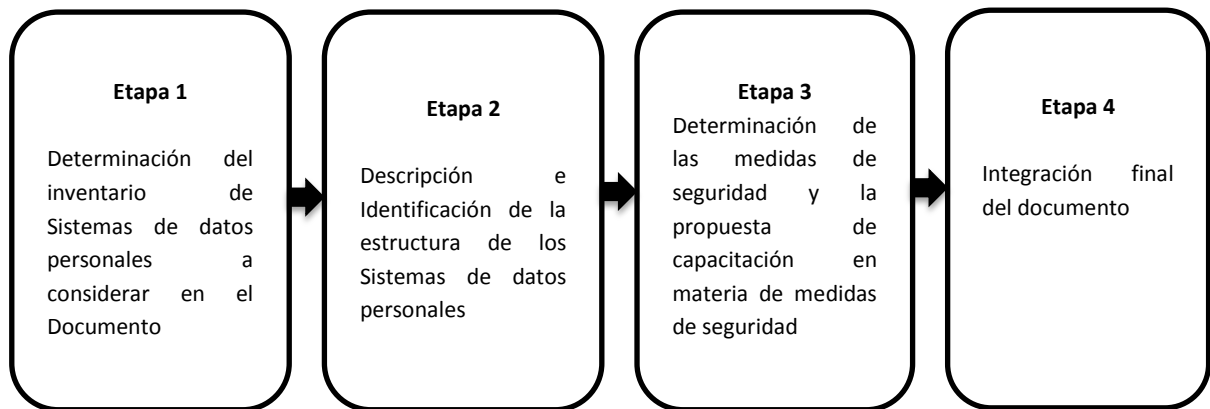 Etapa 1
Determinación del
inventario de
Sistemas de datos
personales a
considerar en el
Documento
Etapa 2
Descripción e
Identificación de la
estructura de los
Sistemas de datos
personales
Etapa 3
Determinación de
las medidas de
seguridad y la
propuesta de
capacitación en
materia de medidas
de seguridad
Etapa 4
Integración final
del documento